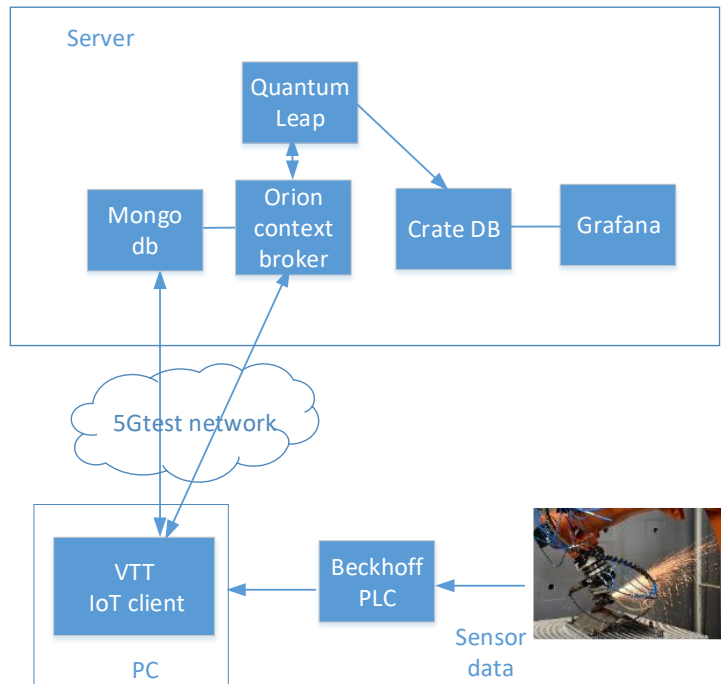 Server
Quantum
Leap
Mongo
db
Orion
context
broker
Crate DB
Grafana
5Gtest network
VTT
IoT client
Beckhoff
PLC
Sensor
data
PC